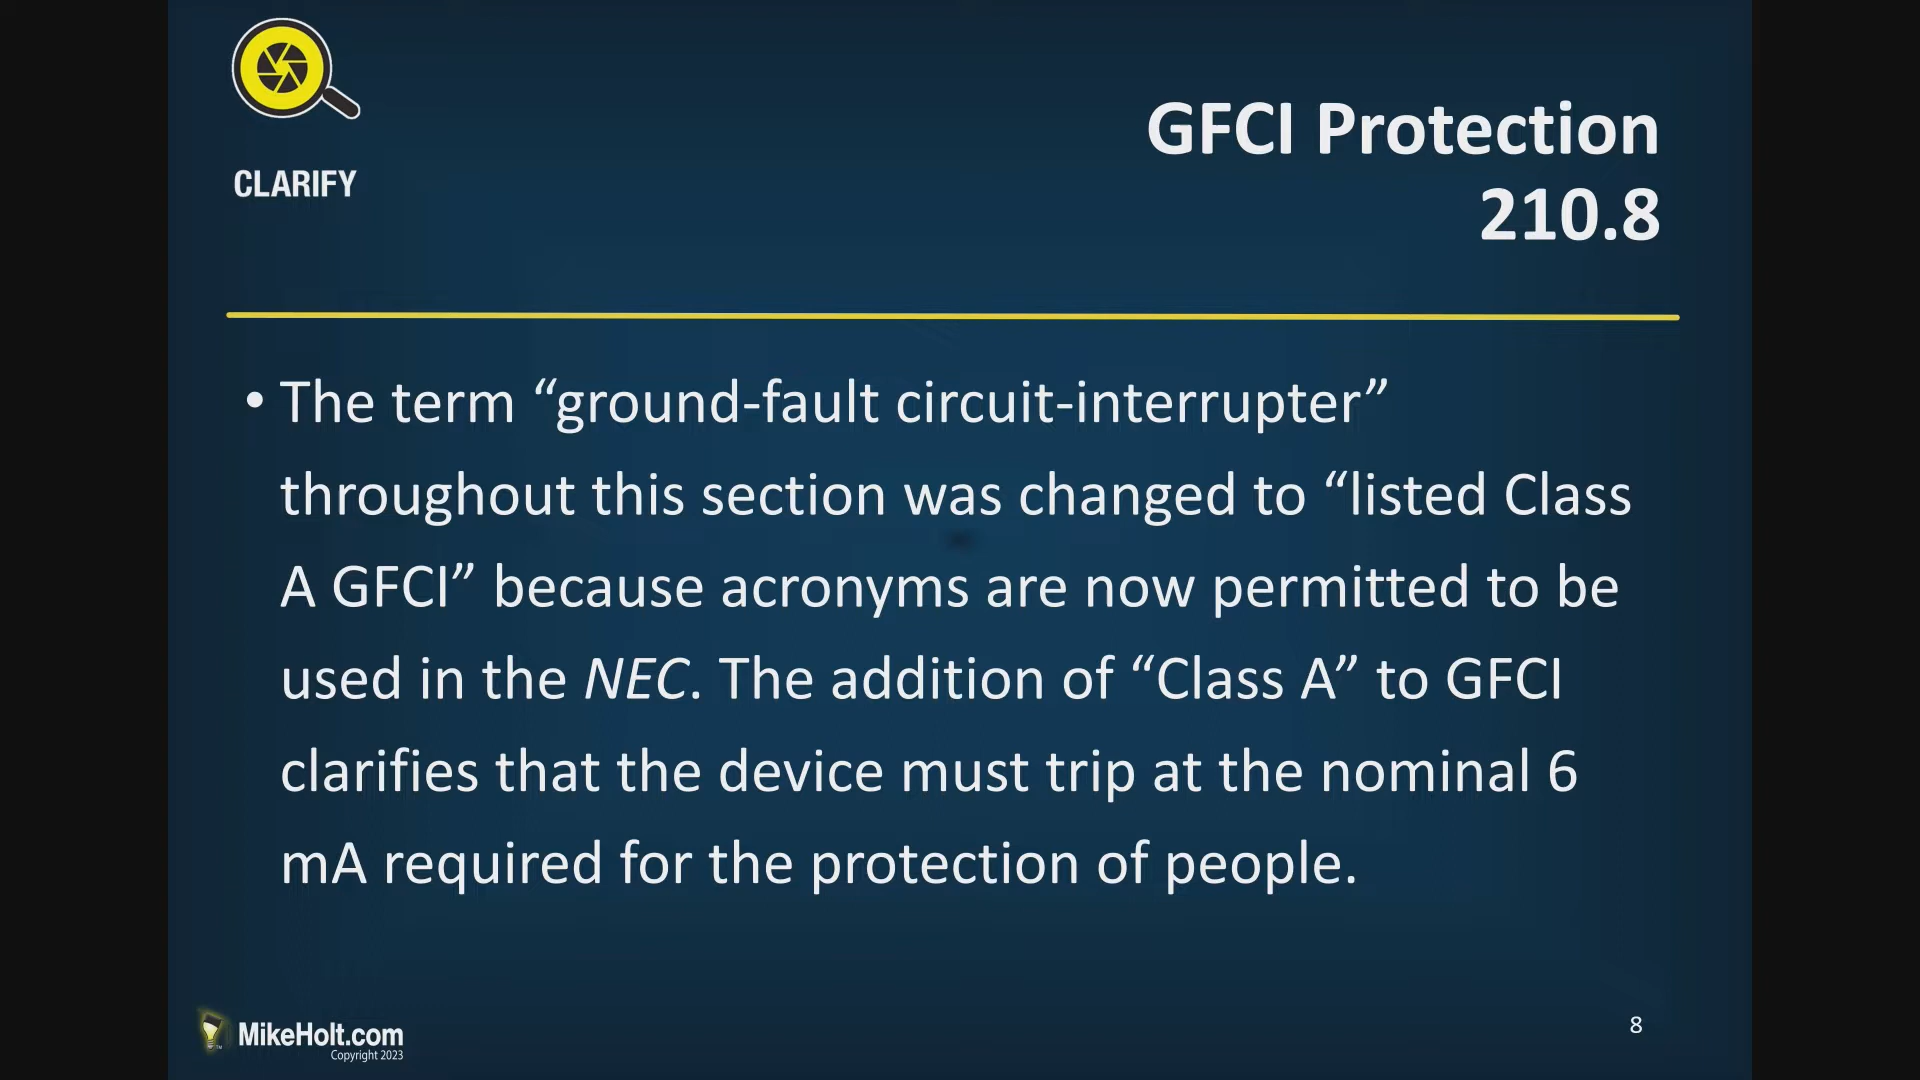 CLARIFY
GFCI Protection
210.8
• The term “ground-fault circuit-interrupter”
throughout this section was changed to “listed Class
A GFCI” because acronyms are now permitted to be
used in the NEC. The addition of “Class A” to GFCI
clarifies that the device must trip at the nominal 6
mA required for the protection of people.
MikeHolt.com
Copyright 2023
8